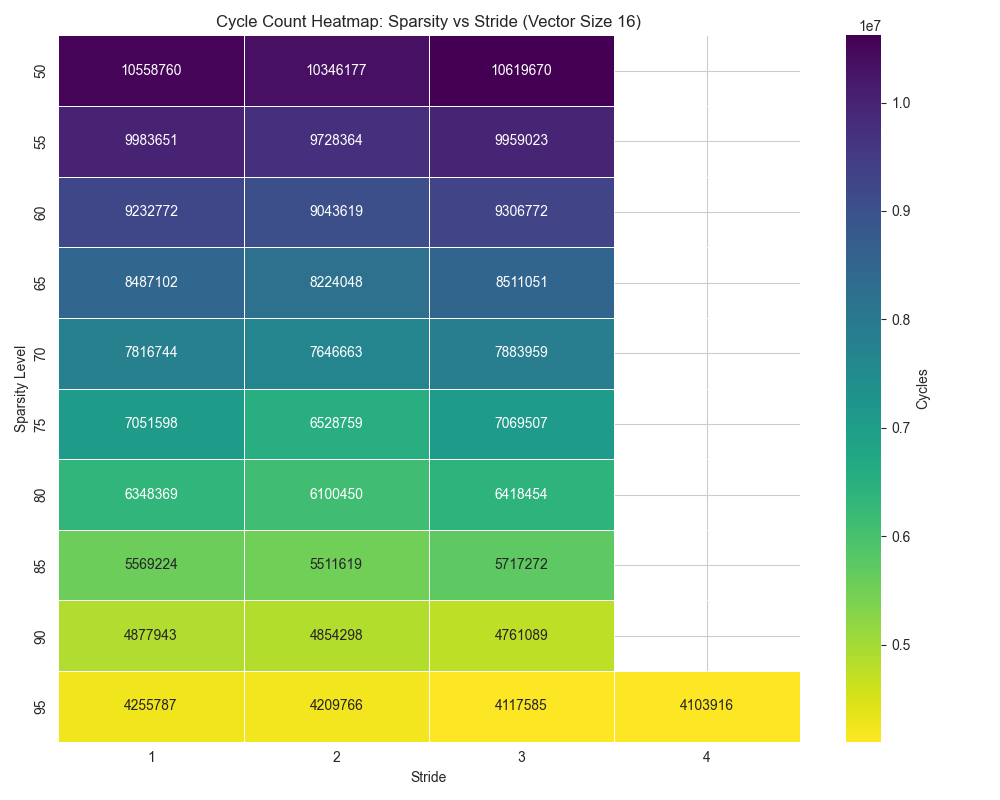 Cycle Count Heatmap: Sparsity vs Stride (Vector Size 16)
1e7
50 10558760 10346177 10619670
1.0
55 9983651 9728364 9959023
0.9
60 9232772 9043619 9306772
65 8487102 8224048 8511051
0.8
70 7816744 7646663 7883959
Sparsity Level
Cycles
75 7051598 6528759 7069507
0.7
80 6348369 6100450 6418454
0.6
85 5569224 5511619 5717272
90 4877943 4854298 4761089
0.5
95 4255787 4209766 4117585 4103916
1 2 3 4
Stride